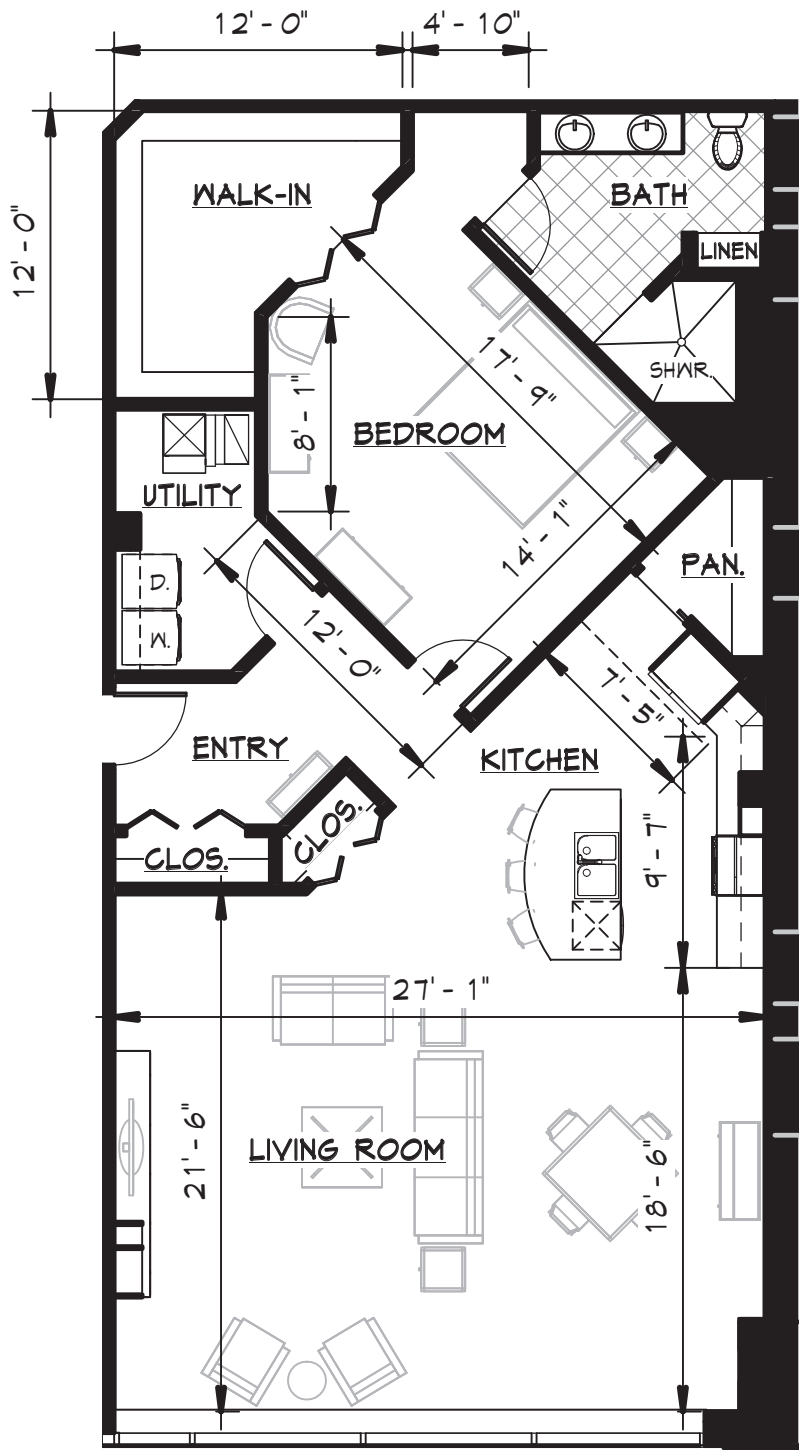 12'-0"
4'-10"
12'-0"
WALK-IN
BATH
LINEN
SHWR.
17'-9"
8'-1"
BEDROOM
UTILITY
14'-1"
PAN.
D.
W.
12'-0"
7'-5"
ENTRY
KITCHEN
CLOS.
CLOS.
9'-7"
27'-1"
21'-6"
LIVING ROOM
18'-6"